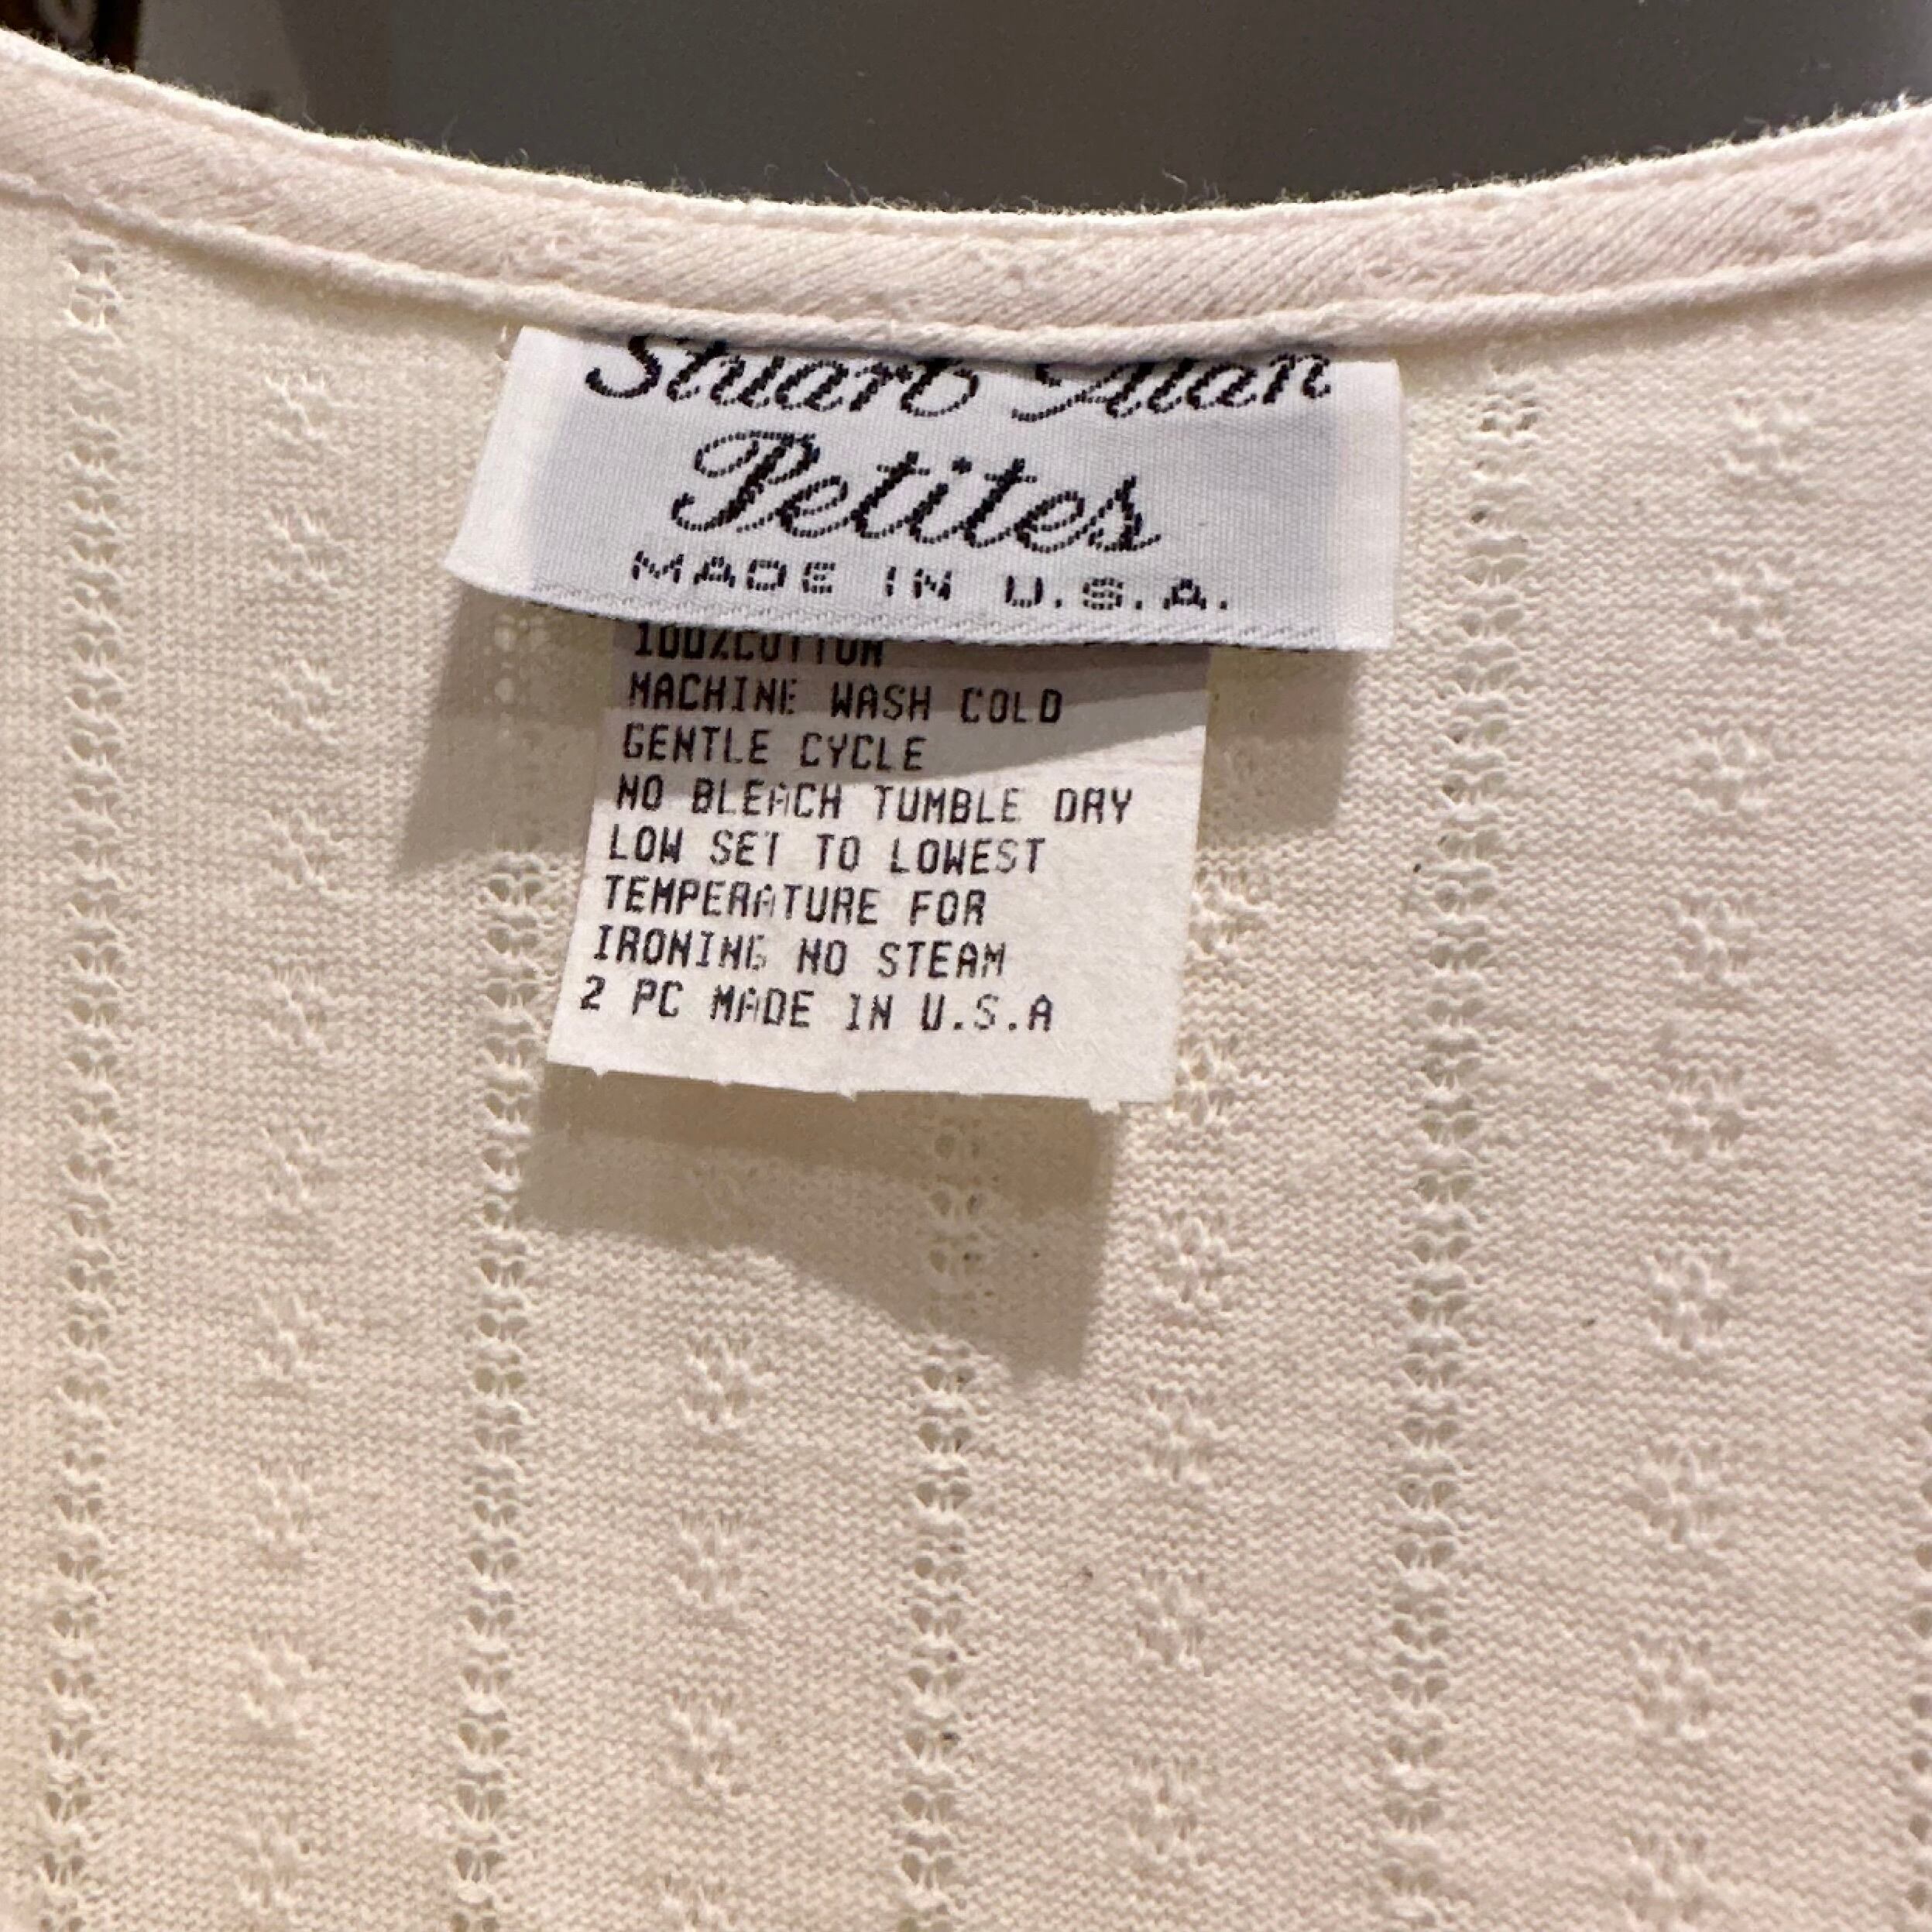 Stuart Alan
Petites
MADE IN U.S.A.
100%COTTON
MACHINE WASH COLD
GENTLE CYCLE
NO BLEACH TUMBLE DRY
LOW SET TO LOWEST
TEMPERATURE FOR
IRONING NO STEAM
2 PC MADE IN U.S.A